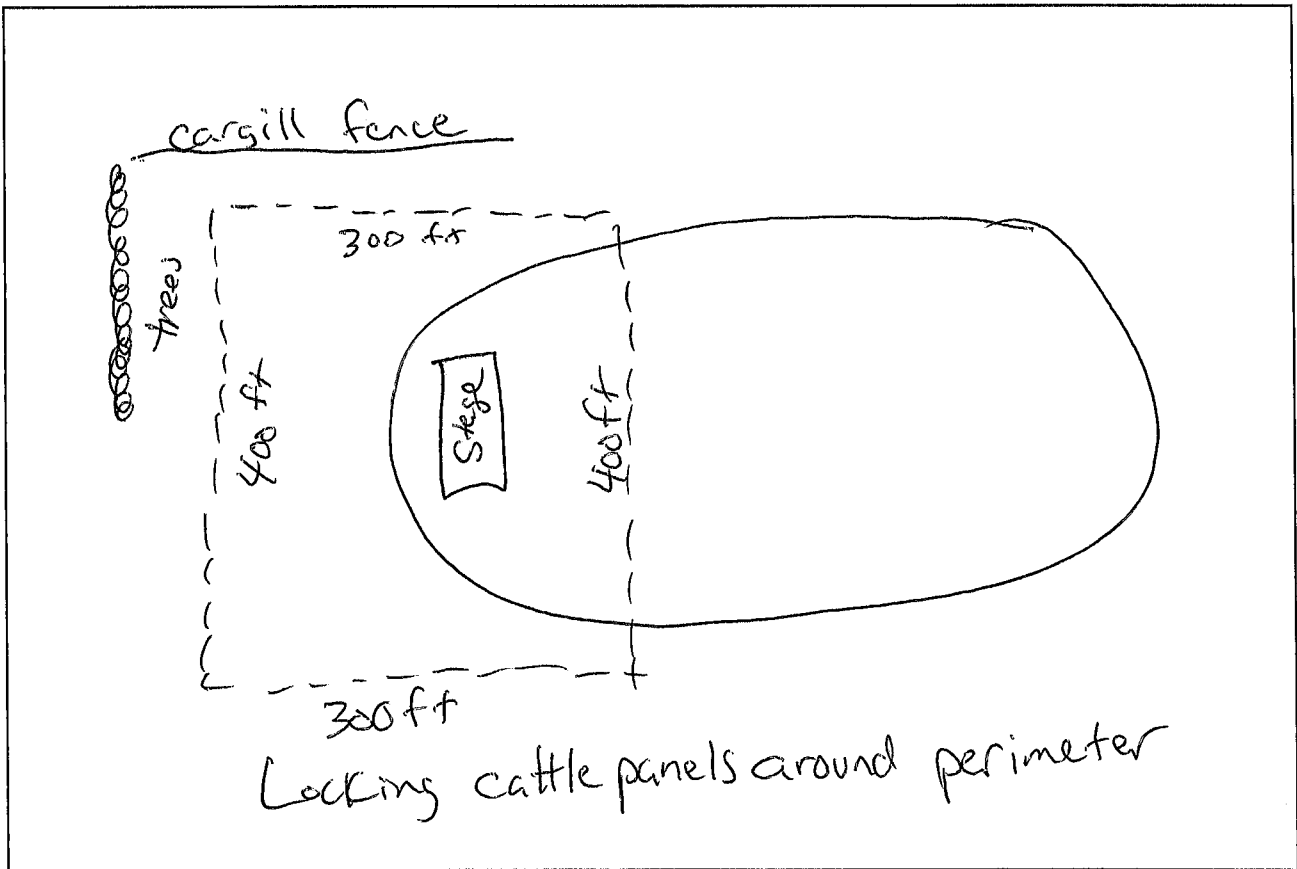 cargill fence
300 ft
trees
400 ft
Stage
400 ft
300 ft
Locking cattle panels around perimeter